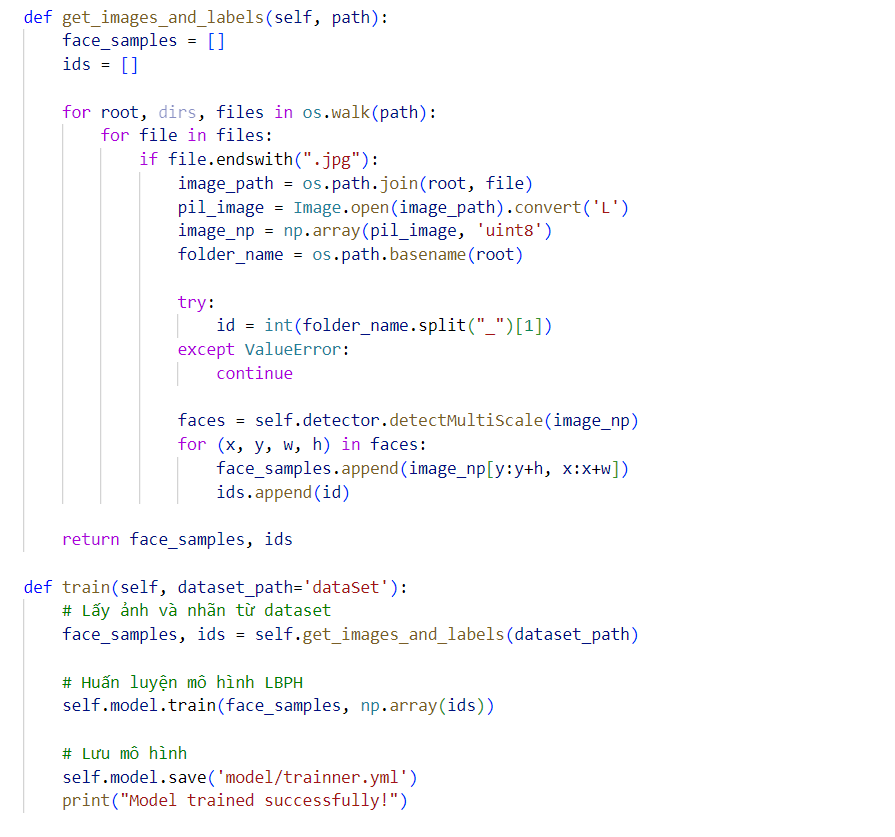 def get_images_and_labels(self, path):
    face_samples = []
    ids = []

    for root, dirs, files in os.walk(path):
        for file in files:
            if file.endswith(".jpg"):
                image_path = os.path.join(root, file)
                pil_image = Image.open(image_path).convert('L')
                image_np = np.array(pil_image, 'uint8')
                folder_name = os.path.basename(root)

                try:
                    id = int(folder_name.split("_")[1])
                except ValueError:
                    continue

                faces = self.detector.detectMultiScale(image_np)
                for (x, y, w, h) in faces:
                    face_samples.append(image_np[y:y+h, x:x+w])
                    ids.append(id)

    return face_samples, ids

def train(self, dataset_path='dataSet'):
    # Lấy ảnh và nhãn từ dataset
    face_samples, ids = self.get_images_and_labels(dataset_path)

    # Huấn luyện mô hình LBPH
    self.model.train(face_samples, np.array(ids))

    # Lưu mô hình
    self.model.save('model/trainner.yml')
    print("Model trained successfully!")